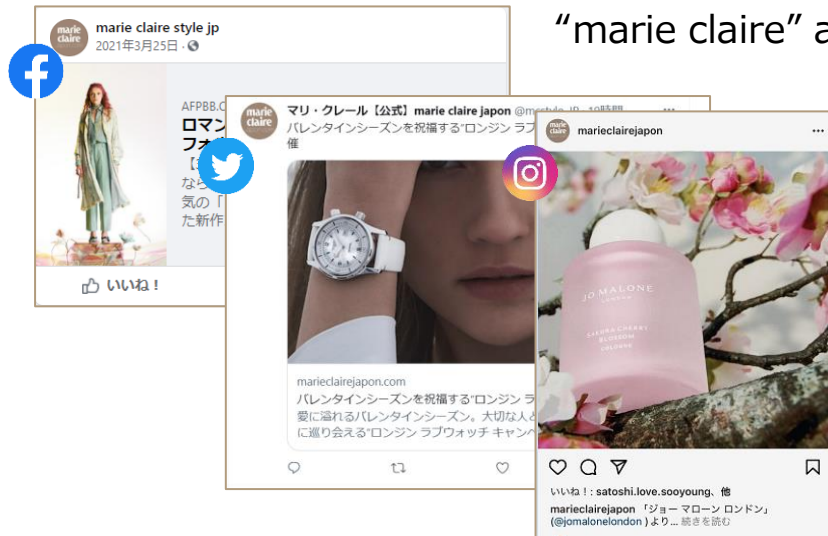 “marie claire” a
marie claire
marie claire style jp
2021年3月25日
AFPBB.C
ロマン
フォ
なら
気の「
た新作
いいね！
marie claire
マリ・クレール【公式】marie claire japon
バレンタインシーズンを祝福する“ロンジン ラブ
催
marieclairejapon.com
バレンタインシーズンを祝福する“ロンジン ラ
愛に溢れるバレンタインシーズン。大切な人と
に巡り会える“ロンジン ラブウォッチ キャンペ
marie claire
marieclairejapon
JO MALONE
LONDON
SAKURA CHERRY
BLOSSOM
COLOGNE
いいね！: satoshi.love.sooyoung、他
marieclairejapon 「ジョー マローン ロンドン」
(@jomalonelondon ) より... 続きを読む